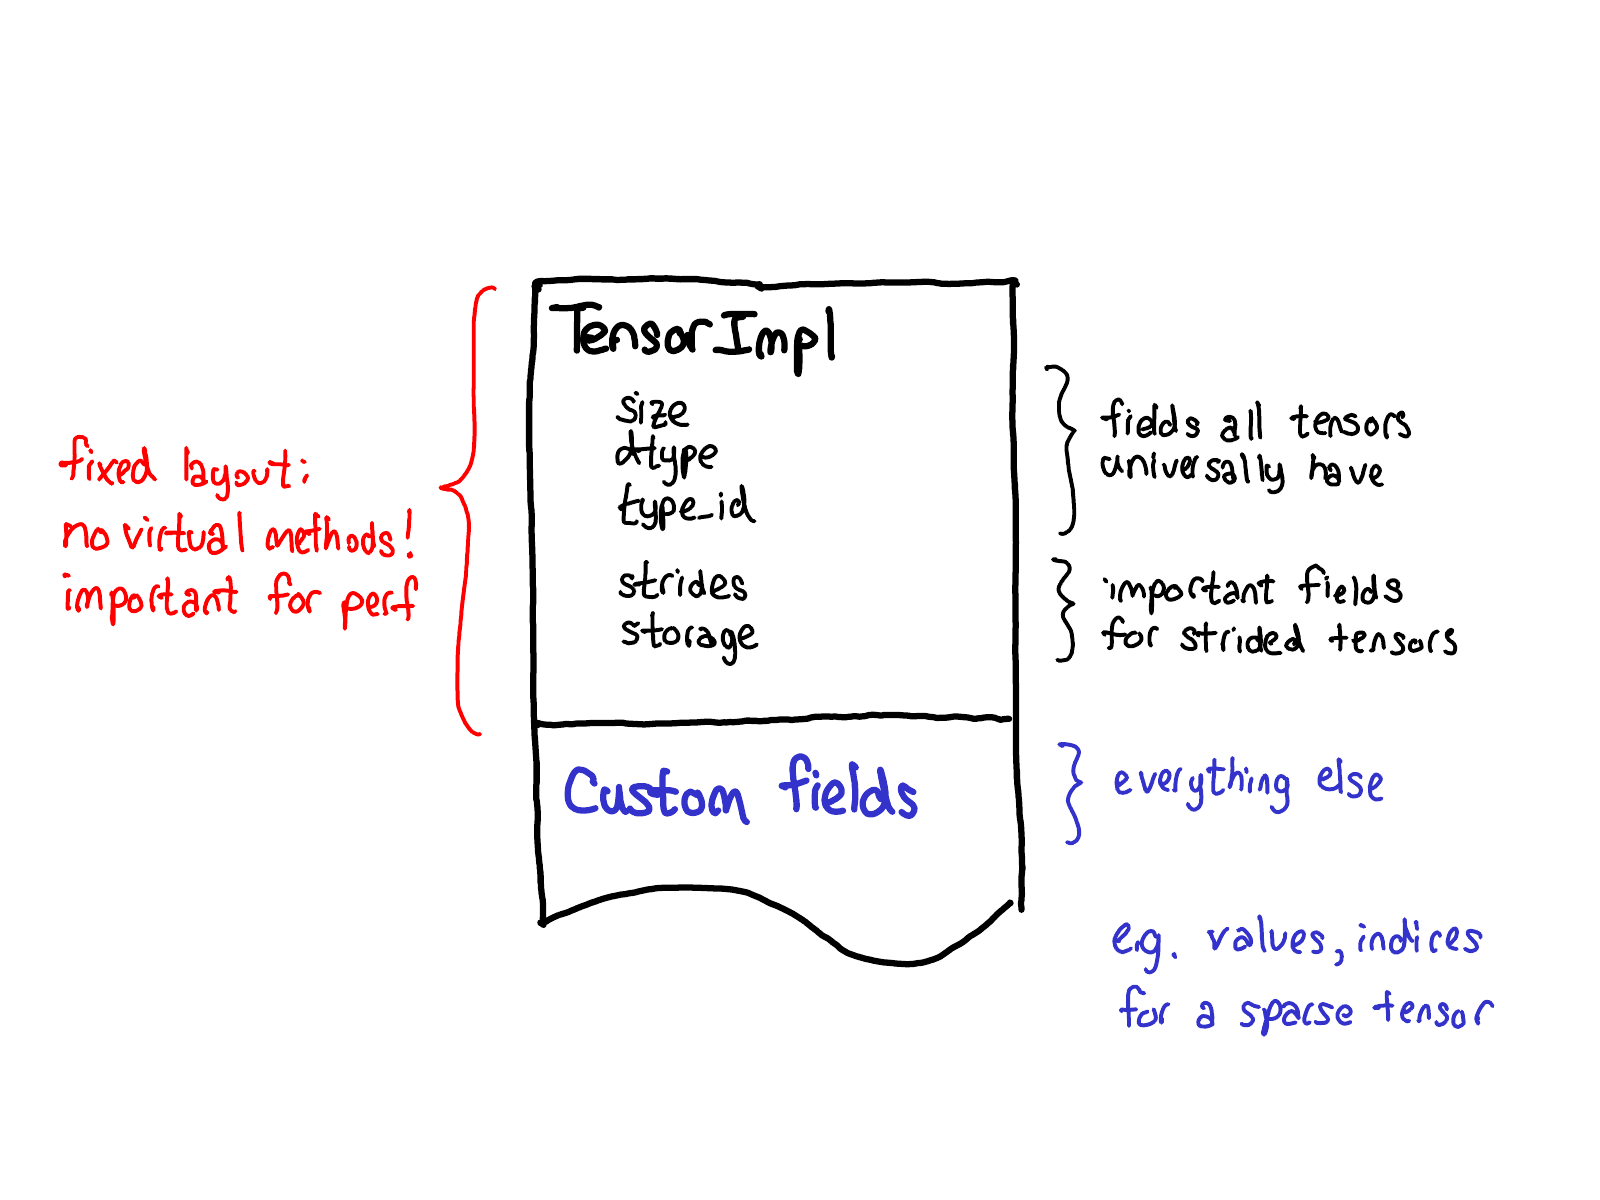 TensorImpl
size
dtype
type_id
strides
storage
fixed layout;
no virtual methods!
important for perf
fields all tensors
universally have
important fields
for strided tensors
Custom fields
everything else
e.g. values, indices
for a sparse tensor